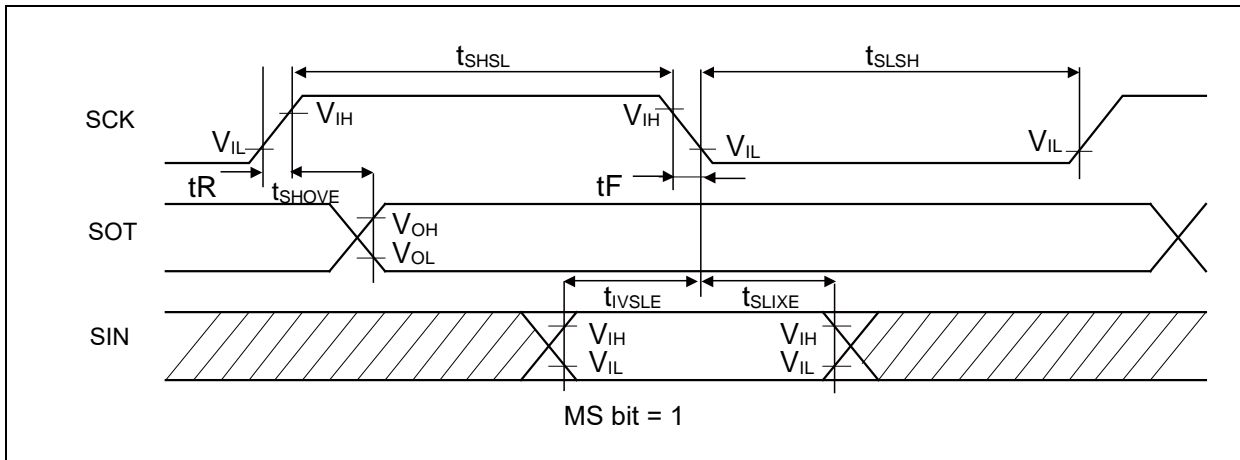 tSHSL
tSLSH
SCK
VIH
VIH
VIL
VIL
VIL
tR
tSHOVE
tF
SOT
VOH
VOL
tIVSLE
tSLIXE
SIN
VIH
VIH
VIL
VIL
MS bit = 1